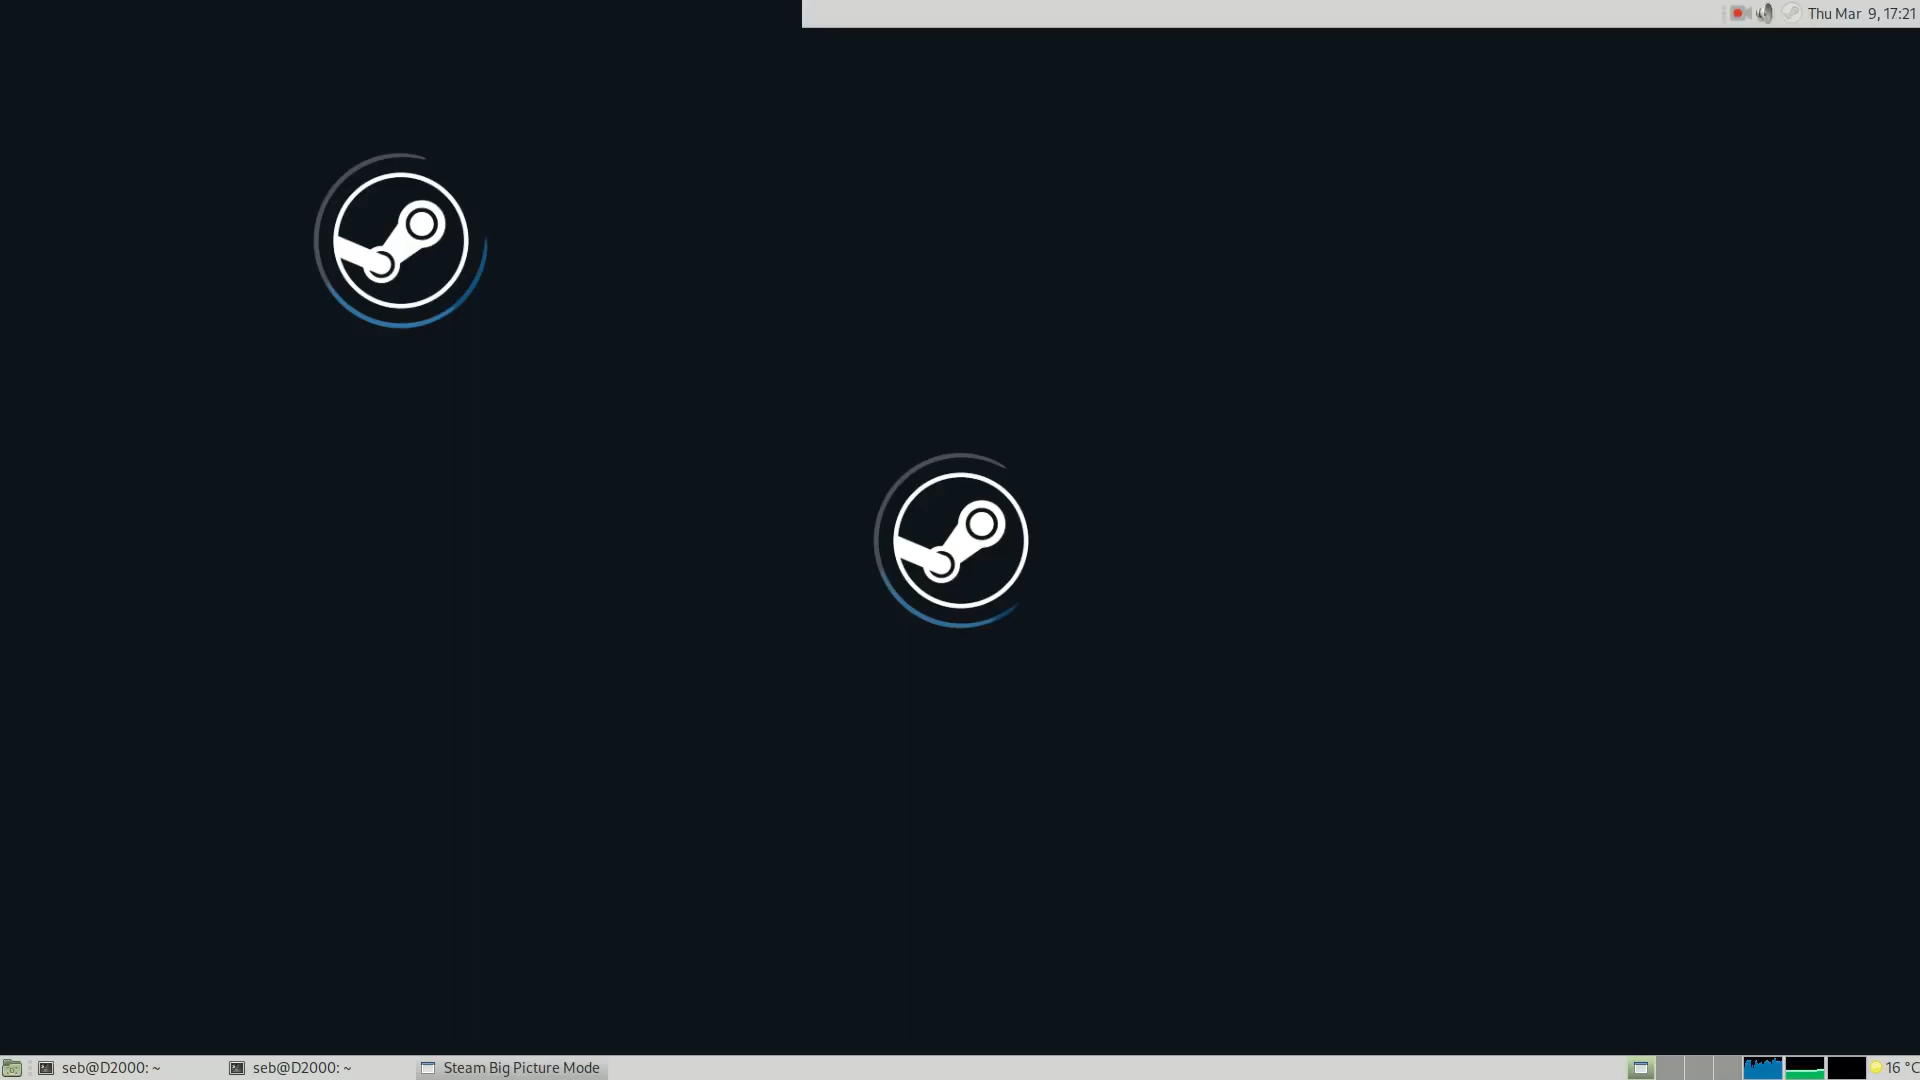 Thu Mar 9, 17:21
seb@D2000: ~
seb@D2000: ~
Steam Big Picture Mode
16 °C